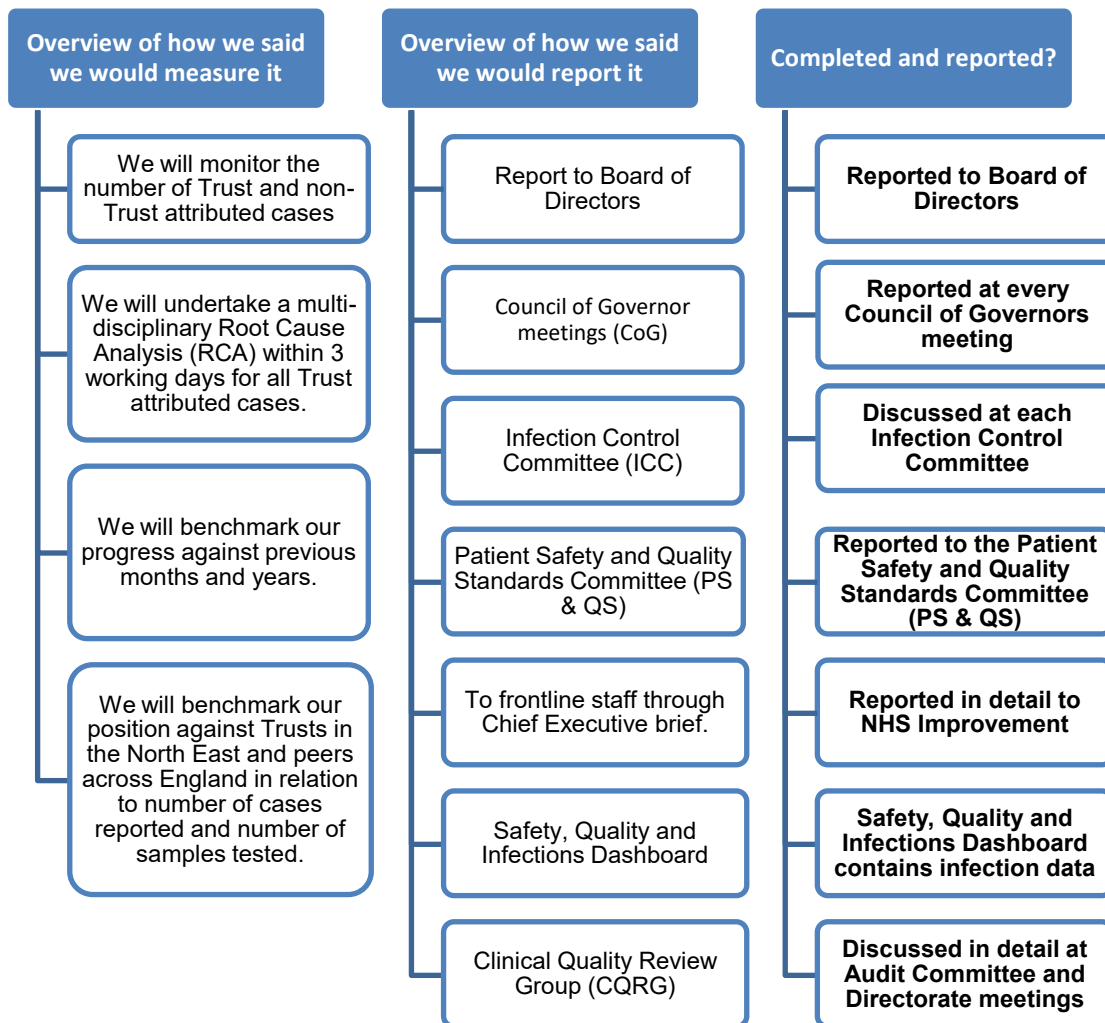 Overview of how we said
we would measure it
We will monitor the
number of Trust and non-
Trust attributed cases
We will undertake a multi-
disciplinary Root Cause
Analysis (RCA) within 3
working days for all Trust
attributed cases.
We will benchmark our
progress against previous
months and years.
We will benchmark our
position against Trusts in
the North East and peers
across England in relation
to number of cases
reported and number of
samples tested.
Overview of how we said
we would report it
Report to Board of
Directors
Council of Governor
meetings (CoG)
Infection Control
Committee (ICC)
Patient Safety and Quality
Standards Committee (PS
& QS)
To frontline staff through
Chief Executive brief.
Safety, Quality and
Infections Dashboard
Clinical Quality Review
Group (CQRG)
Completed and reported?
Reported to Board of
Directors
Reported at every
Council of Governors
meeting
Discussed at each
Infection Control
Committee
Reported to the Patient
Safety and Quality
Standards Committee
(PS & QS)
Reported in detail to
NHS Improvement
Safety, Quality and
Infections Dashboard
contains infection data
Discussed in detail at
Audit Committee and
Directorate meetings